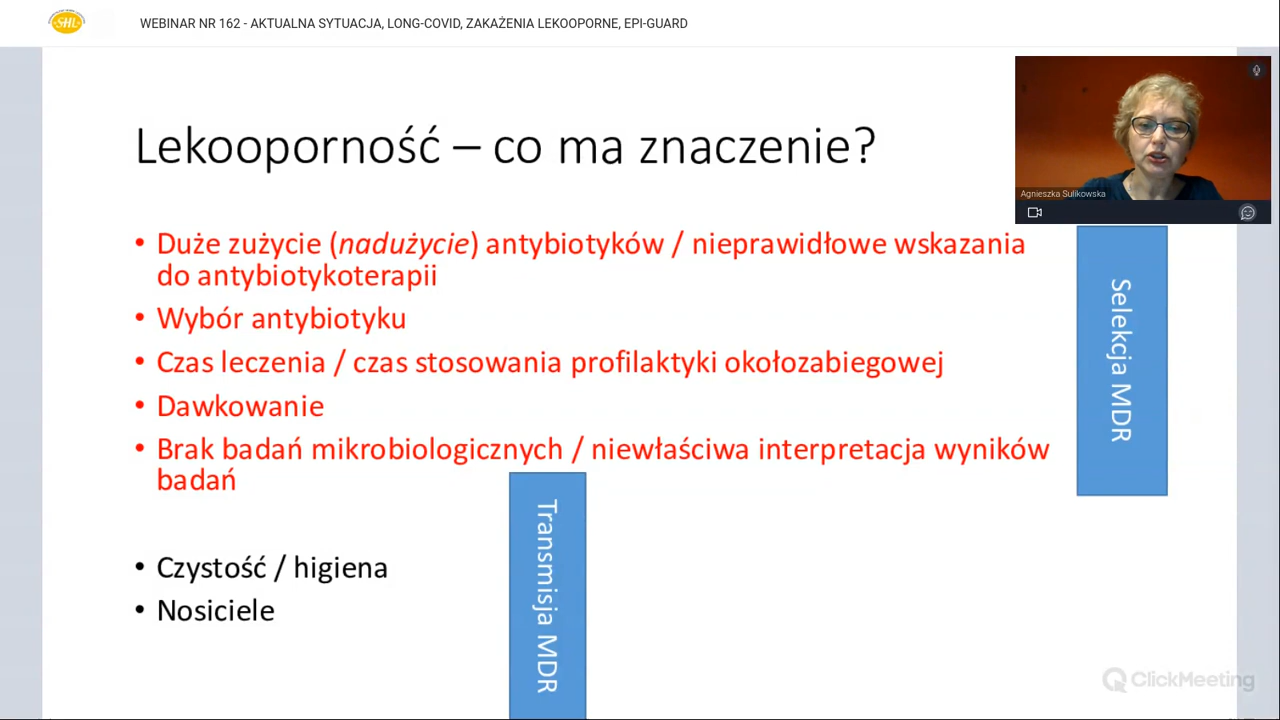 SHL
WEBINAR NR 162 - AKTUALNA SYTUACJA, LONG-COVID, ZAKAŻENIA LEKOOPORNE, EPI-GUARD
Lekooporność – co ma znaczenie?
Agnieszka Sulikowska
• Duże zużycie (nadużycie) antybiotyków / nieprawidłowe wskazania
do antybiotykoterapii
• Wybór antybiotyku
• Czas leczenia / czas stosowania profilaktyki okołozabiegowej
• Dawkowanie
• Brak badań mikrobiologicznych / niewłaściwa interpretacja wyników
badań
Selekcja MDR
• Czystość / higiena
• Nosiciele
Transmisja MDR
ClickMeeting